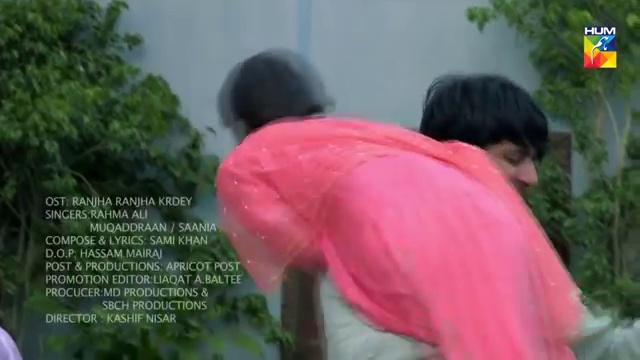 HUM
OST: RANJHA RANJHA KRDEY
SINGERS:RAHMA ALI
MUQADDRAAN / SAANIA
COMPOSE & LYRICS: SAMI KHAN
D.O.P: HASSAM MAIRAJ
POST & PRODUCTIONS: APRICOT POST
PROMOTION EDITOR:LIAQAT A.BALTEE
PROCUCER:MD PRODUCTIONS &
SBCH PRODUCTIONS
DIRECTOR : KASHIF NISAR